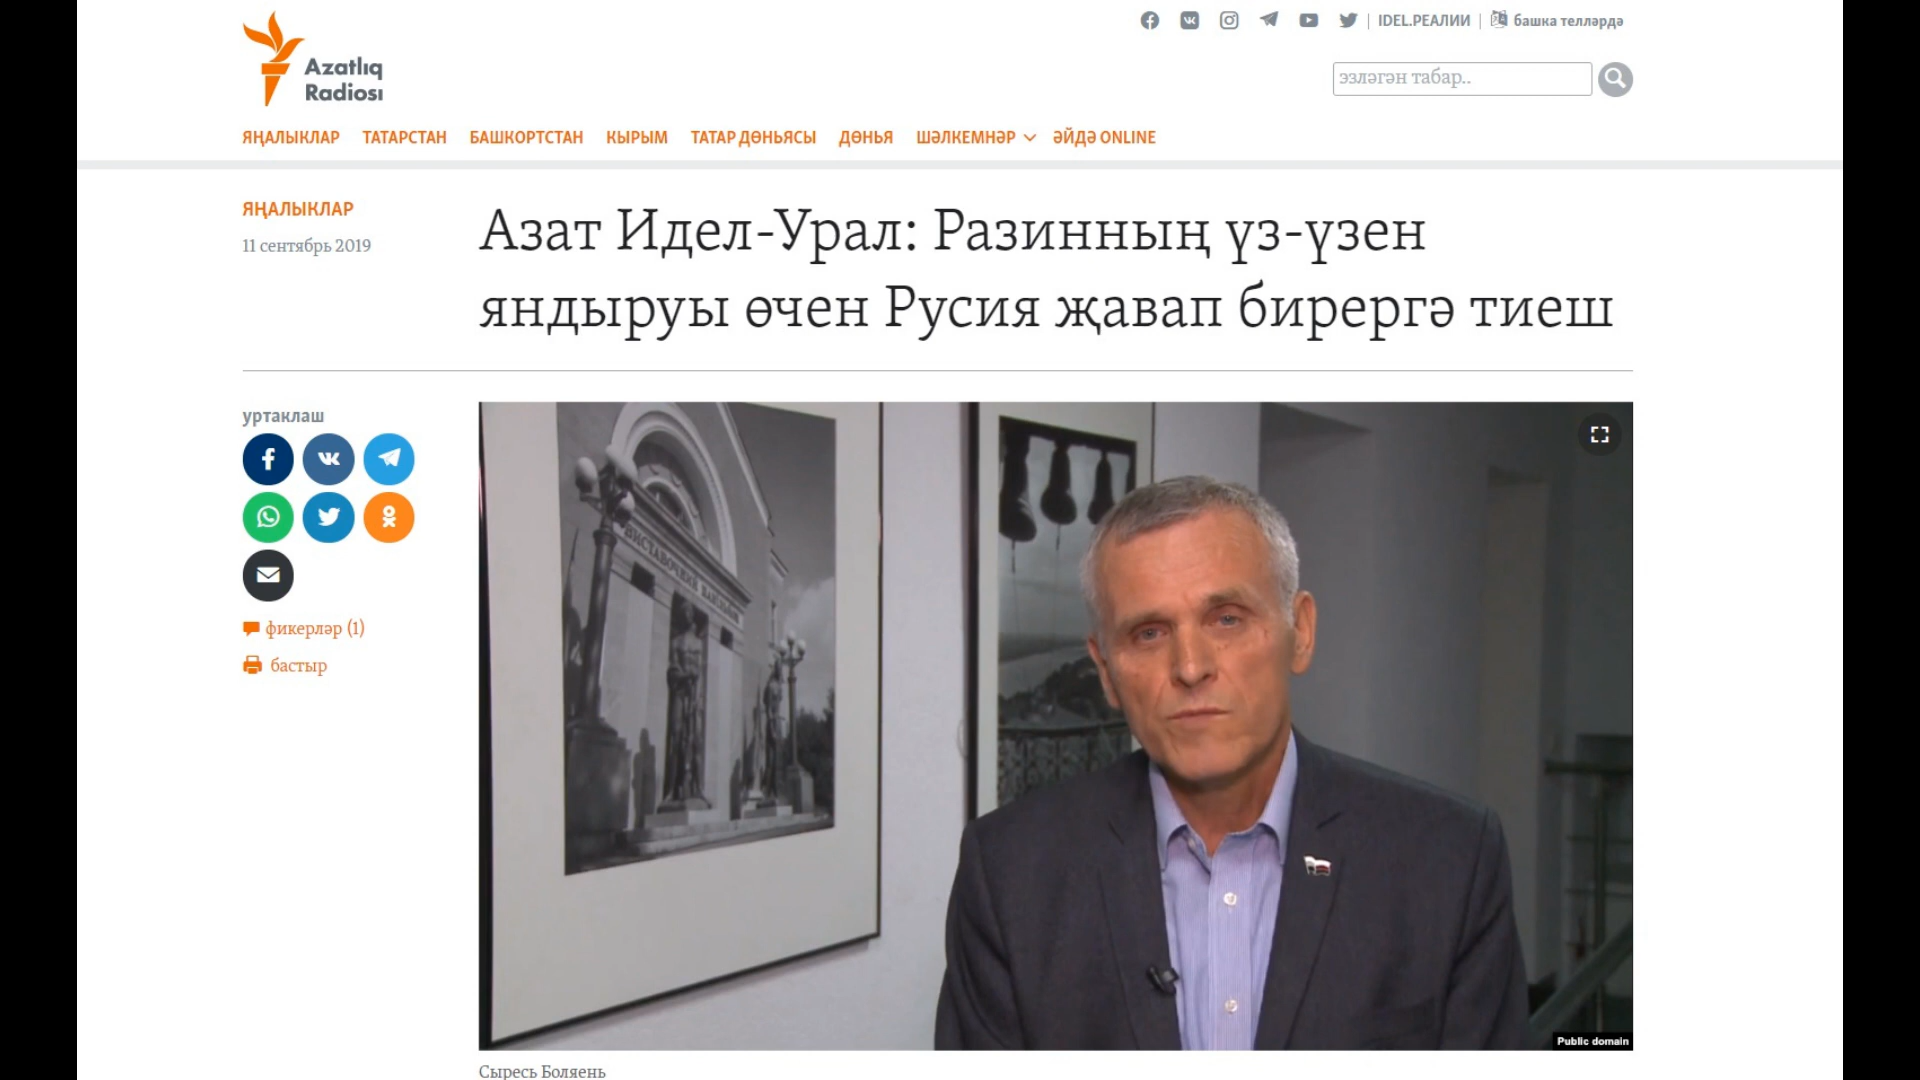 IDEL.РЕАЛИИ
башка телләрдә
Azatlıq
Radiosı
эзләгән табар..
ЯҢАЛЫКЛАР ТАТАРСТАН БАШКОРТСТАН КЫРЫМ ТАТАР ДӨНЬЯСЫ ДӨНЬЯ ШӘЛКЕМНӘР ӘЙДӘ ONLINE
ЯҢАЛЫКЛАР
11 сентябрь 2019
Азат Идел-Урал: Разинның үз-үзен
яндыруы өчен Русия җавап бирергә тиеш
уртаклаш
фикерләр (1)
бастыр
Public domain
Сыресь Боляень